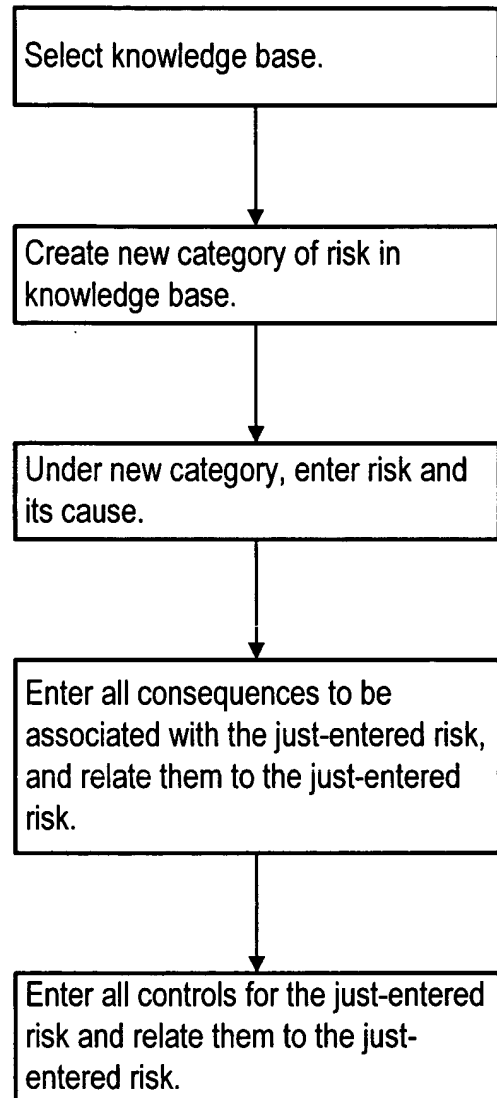 Select knowledge base.
Create new category of risk in
knowledge base.
Under new category, enter risk and
its cause.
Enter all consequences to be
associated with the just-entered risk,
and relate them to the just-entered
risk.
Enter all controls for the just-entered
risk and relate them to the just-
entered risk.